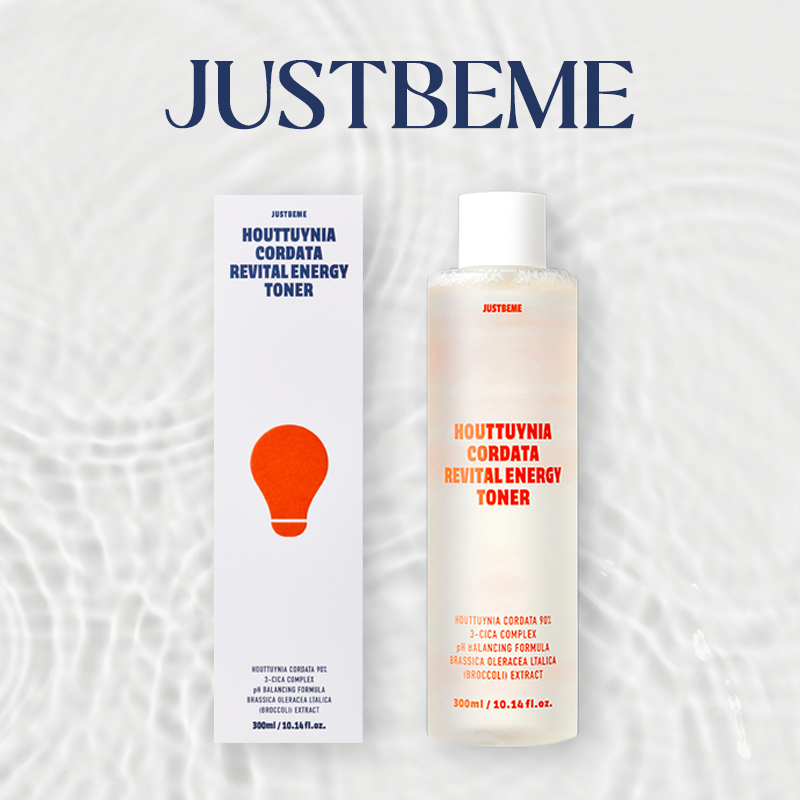 JUSTBEME
JUSTBEME
HOUTTUYNIA
CORDATA
REVITAL ENERGY
TONER
HOUTTUYNIA CORDATA 90%
3-CICA COMPLEX
pH BALANCING FORMULA
BRASSICA OLERACEA LTALICA
(BROCCOLI) EXTRACT
300ml / 10.14 fl.oz.
JUSTBEME
HOUTTUYNIA
CORDATA
REVITAL ENERGY
TONER
HOUTTUYNIA CORDATA 90%
3-CICA COMPLEX
pH BALANCING FORMULA
BRASSICA OLERACEA LTALICA
(BROCCOLI) EXTRACT
300ml / 10.14 fl.oz.